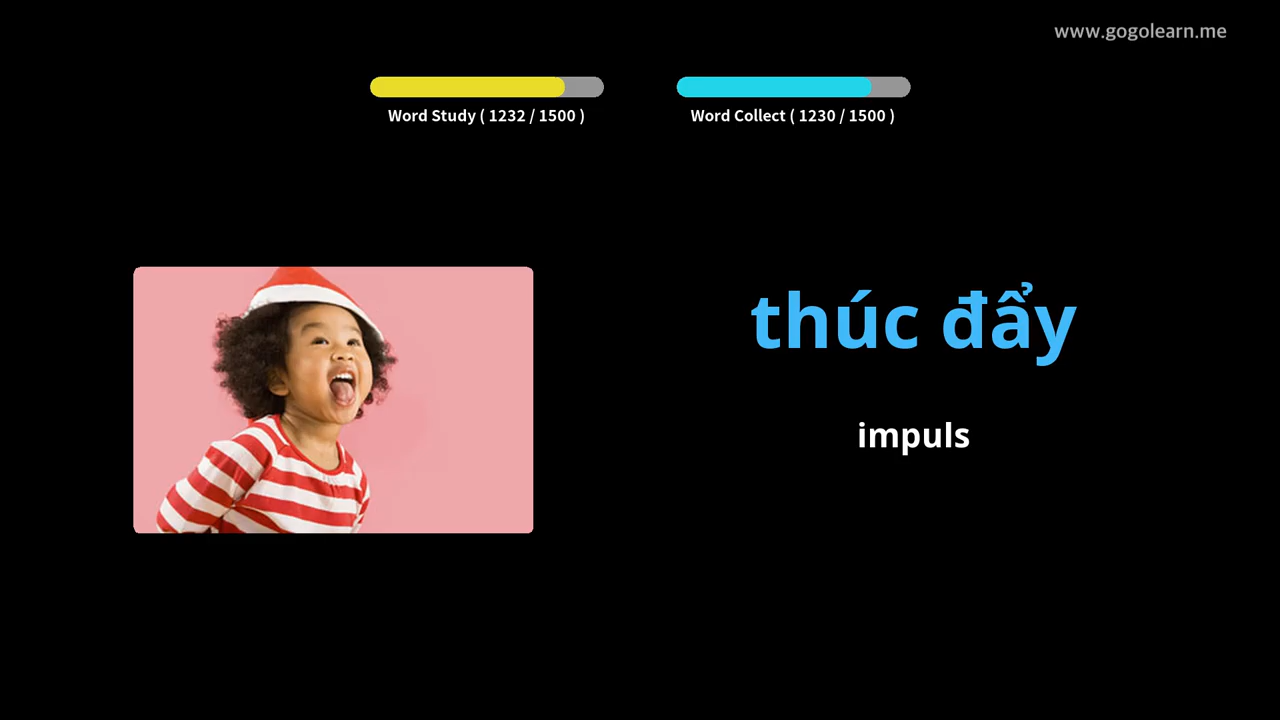 www.gogolearn.me
Word Study ( 1232 / 1500 )
Word Collect ( 1230 / 1500 )
thúc đẩy
impuls